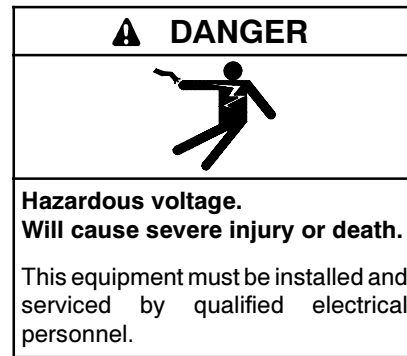 DANGER
Hazardous voltage.
Will cause severe injury or death.
This equipment must be installed and
serviced by qualified electrical
personnel.